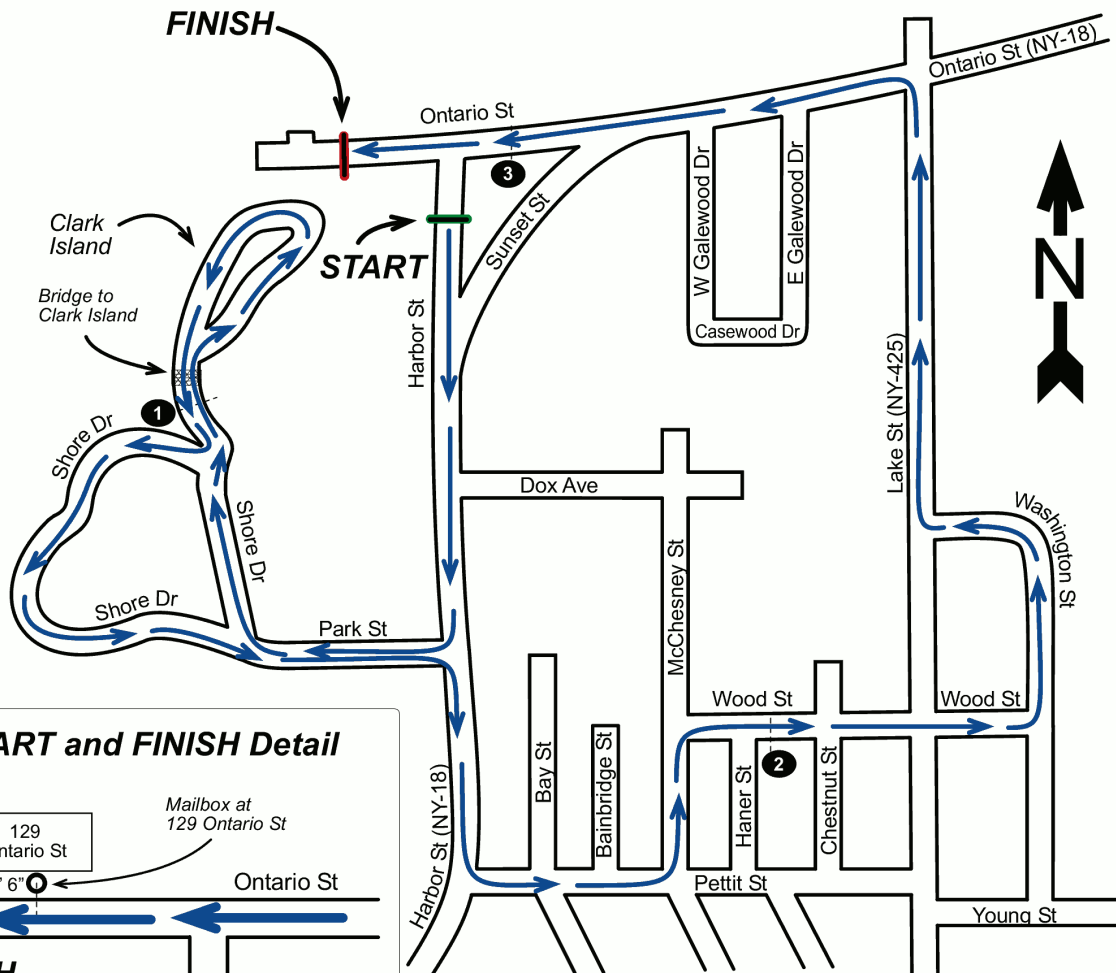 FINISH
Ontario St (NY-18)
Ontario St
3
Clark
Island
START
Sunset St
W Galewood Dr
E Galewood Dr
N
Bridge to
Clark Island
Harbor St
Casewood Dr
Lake St (NY-425)
1
Shore Dr
Dox Ave
Washington St
Shore Dr
McChesney St
Shore Dr
Park St
Wood St
Wood St
ART and FINISH Detail
2
Bay St
Bainbridge St
Haner St
Chestnut St
Harbor St (NY-18)
Mailbox at
129 Ontario St
129
ntario St
6"
Ontario St
Pettit St
Young St
H